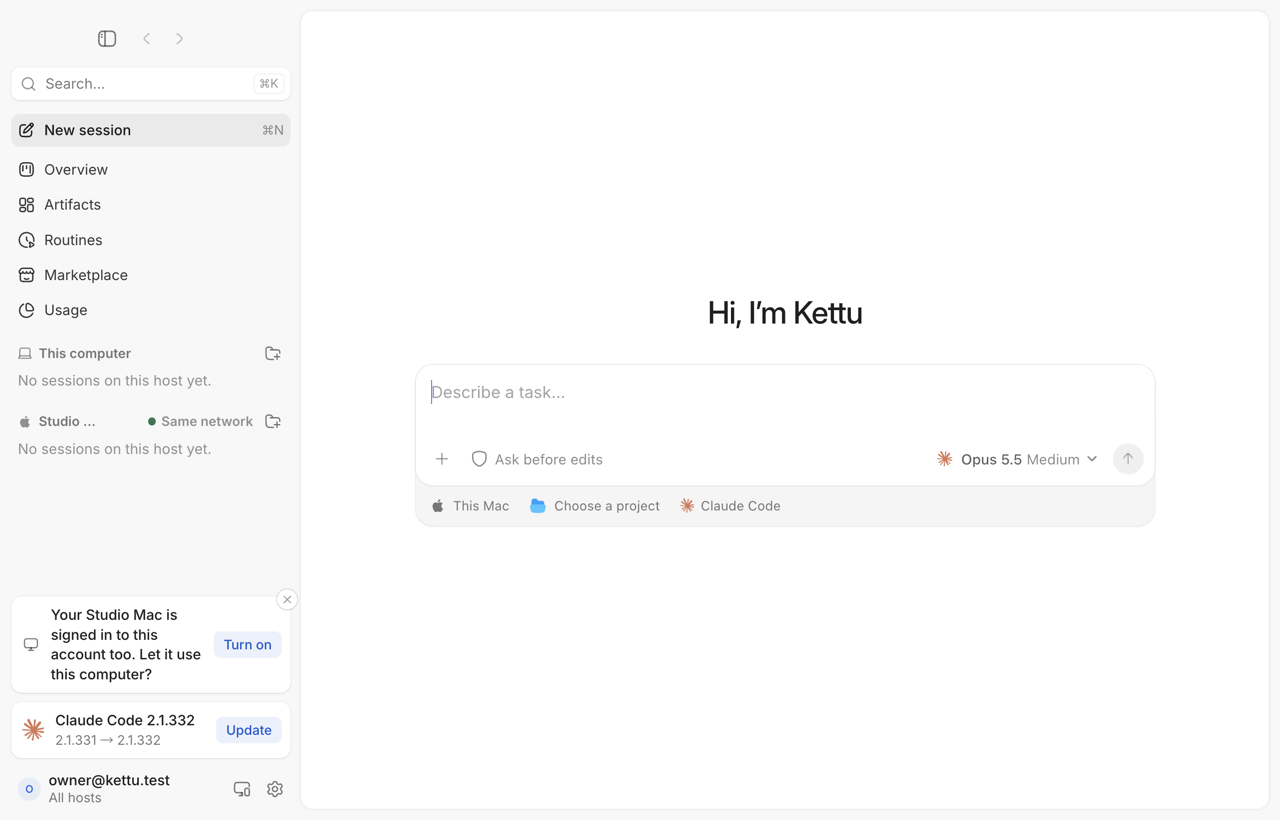 Search...
⌘K
New session
⌘N
Overview
Artifacts
Routines
Marketplace
Usage
This computer
No sessions on this host yet.
Studio ...
Same network
No sessions on this host yet.
Your Studio Mac is
signed in to this
account too. Let it use
this computer?
Turn on
Claude Code 2.1.332
2.1.331 → 2.1.332
Update
O
owner@kettu.test
All hosts
Hi, I’m Kettu
Describe a task...
Ask before edits
Opus 5.5 Medium
This Mac
Choose a project
Claude Code